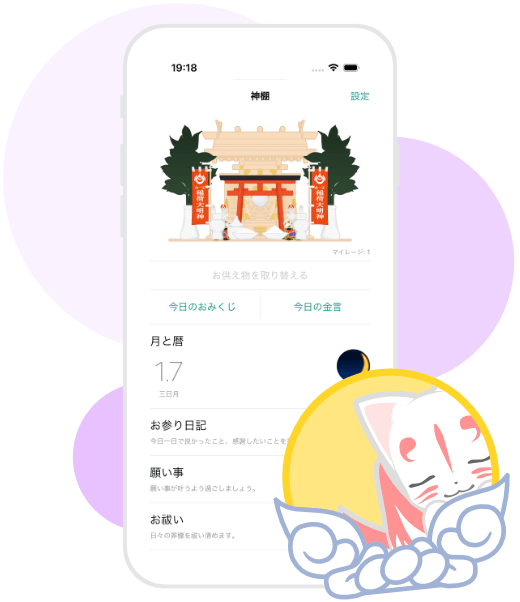 19:18
神棚
設定
稲荷大明神
稲荷大明神
マイレージ: 1
お供え物を取り替える
今日のおみくじ
今日の金言
月と暦
1.7
三日月
お参り日記
今日一日で良かったこと、感謝したいことを
願い事
願い事が叶うよう過ごしましょう。
お祓い
日々の罪穢を祓い清めます。